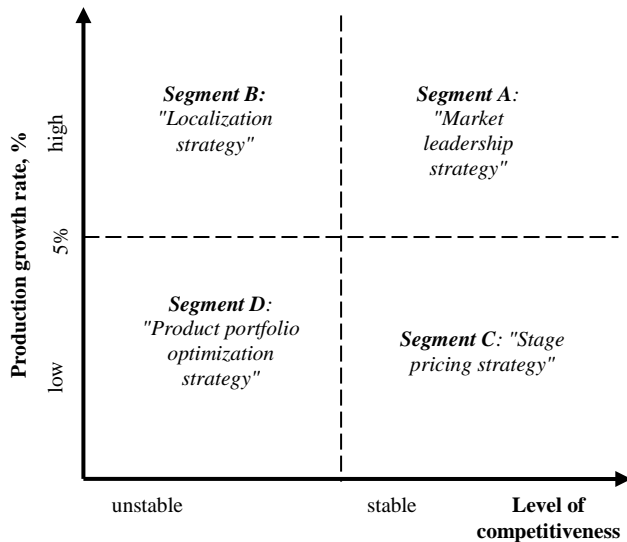 Production growth rate, %
high
5%
low
Segment B:
"Localization
strategy"
Segment A:
"Market
leadership
strategy"
Segment D:
"Product portfolio
optimization
strategy"
Segment C: "Stage
pricing strategy"
unstable
stable
Level of
competitiveness